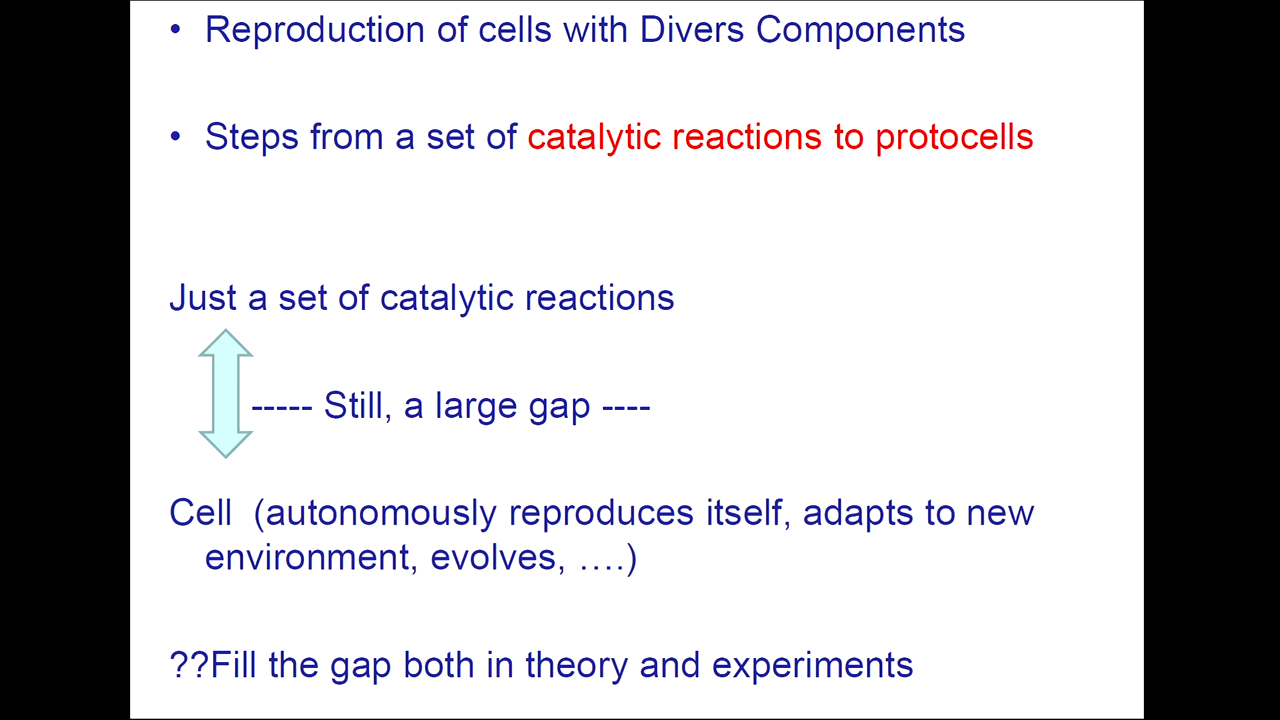 • Reproduction of cells with Divers Components
• Steps from a set of catalytic reactions to protocells
Just a set of catalytic reactions
----- Still, a large gap ----
Cell  (autonomously reproduces itself, adapts to new
environment, evolves, ….)
??Fill the gap both in theory and experiments